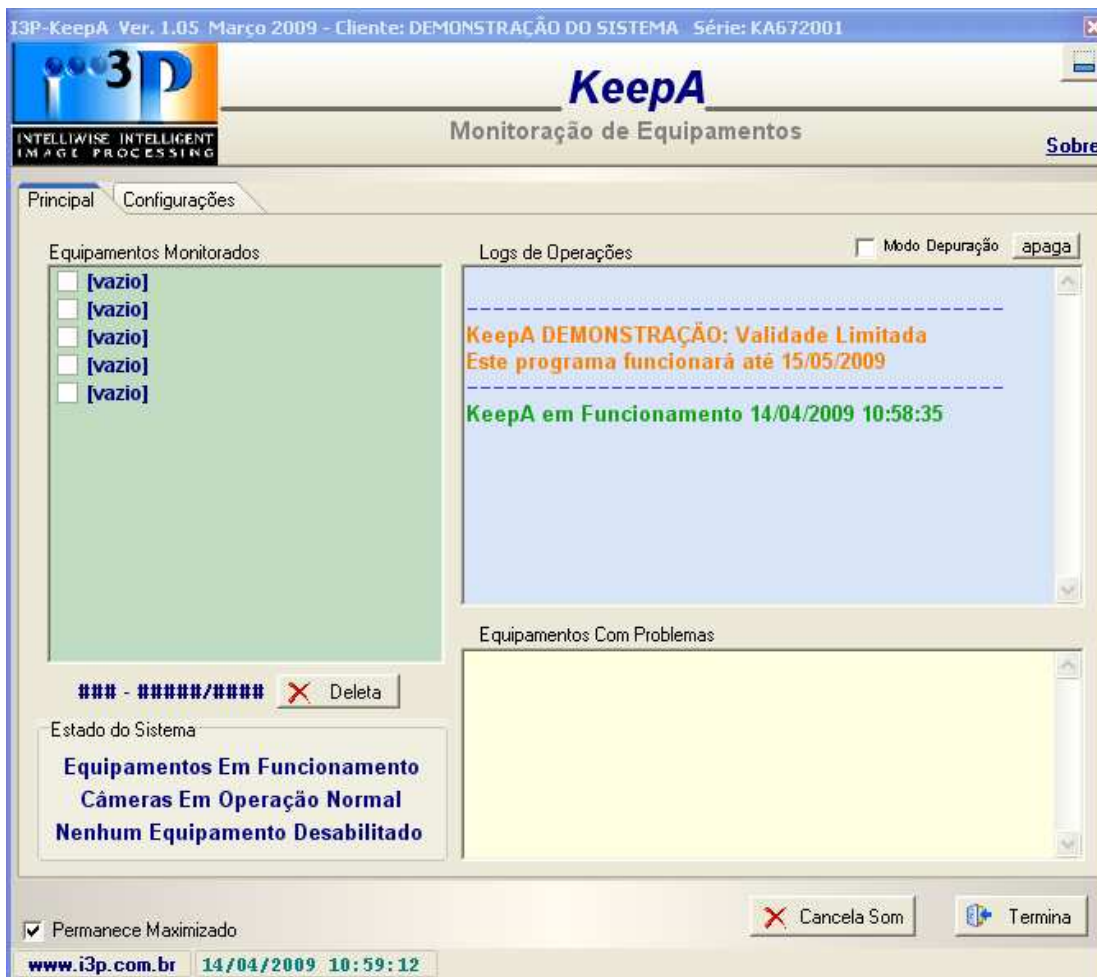 I3P-KeepA Ver. 1.05 Março 2009 - Cliente: DEMONSTRAÇÃO DO SISTEMA Série: KA672001
i3P
INTELLIWISE INTELLIGENT
IMAGE PROCESSING
KeepA
Monitoração de Equipamentos
Sobre
Principal
Configurações
Equipamentos Monitorados
[vazio]
[vazio]
[vazio]
[vazio]
[vazio]
### - #####/####
Deleta
Estado do Sistema
Equipamentos Em Funcionamento
Câmeras Em Operação Normal
Nenhum Equipamento Desabilitado
Logs de Operações
Modo Depuração
apaga
--------------------------------------------
KeepA DEMONSTRAÇÃO: Validade Limitada
Este programa funcionará até 15/05/2009
--------------------------------------------
KeepA em Funcionamento 14/04/2009 10:58:35
Equipamentos Com Problemas
Permanece Maximizado
Cancela Som
Termina
www.i3p.com.br
14/04/2009 10:59:12